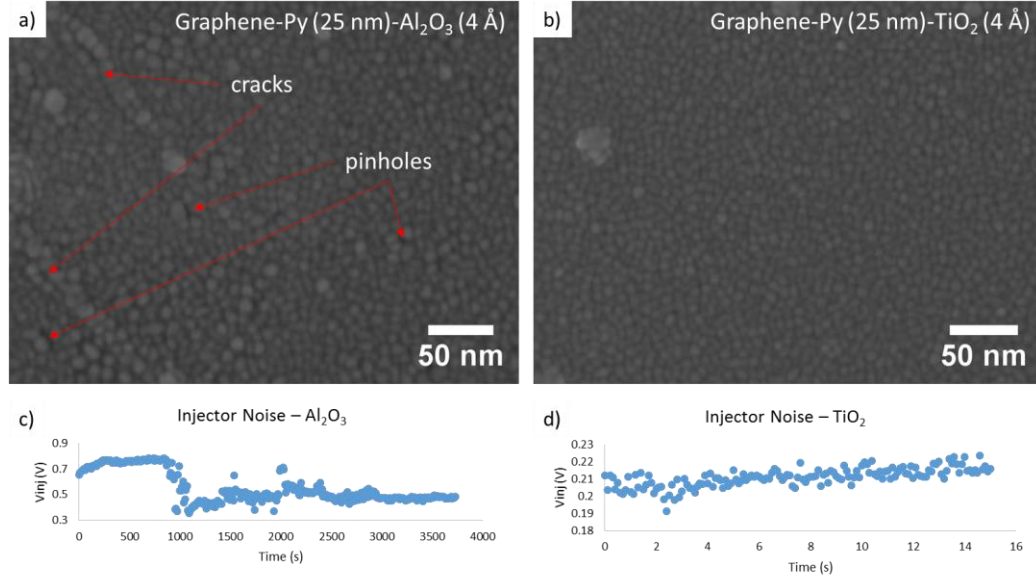 a)
Graphene-Py (25 nm)-Al₂O₃ (4 Å)
cracks
pinholes
50 nm
b)
Graphene-Py (25 nm)-TiO₂ (4 Å)
50 nm
c)
Injector Noise – Al₂O₃
Vinj (V)
0.9
0.7
0.5
0.3
0 500 1000 1500 2000 2500 3000 3500 4000
Time (s)
d)
Injector Noise – TiO₂
Vinj (V)
0.23
0.22
0.21
0.2
0.19
0.18
0 2 4 6 8 10 12 14 16
Time (s)